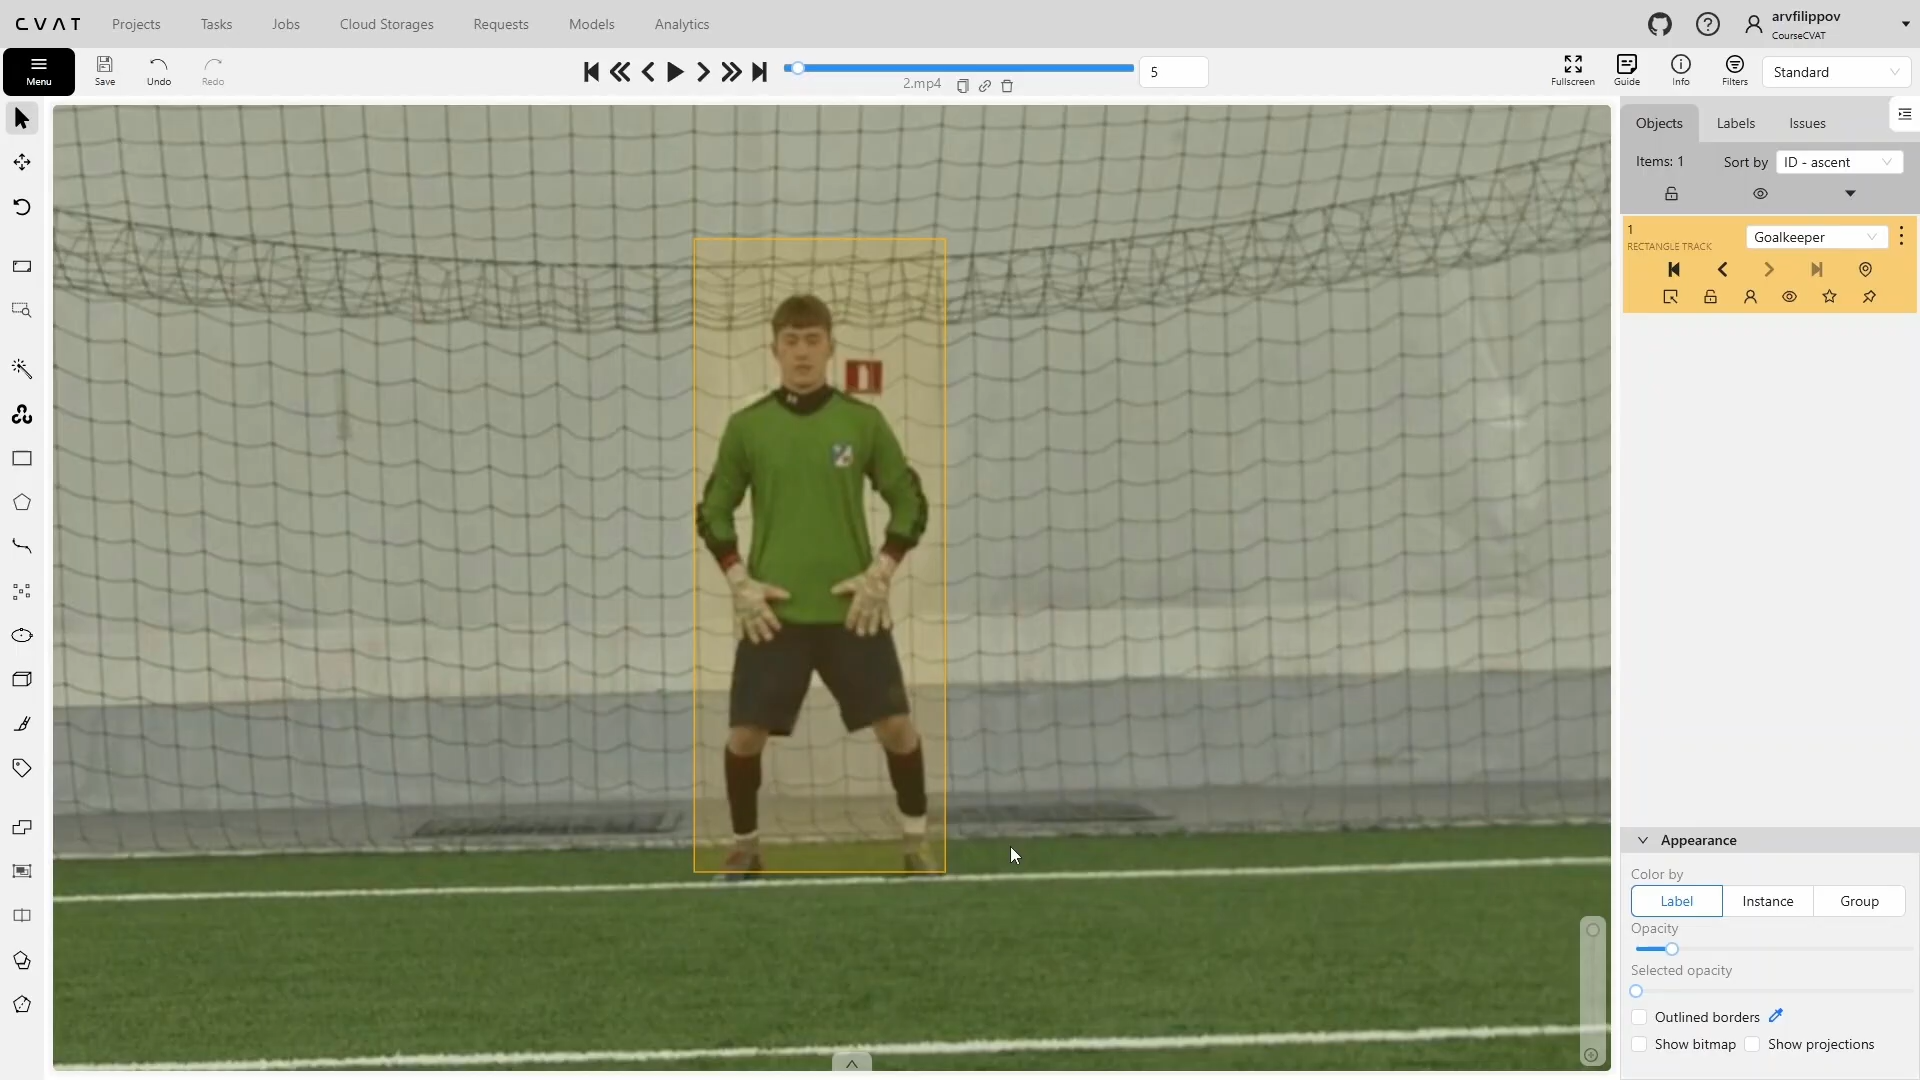 CVAT Projects Tasks Jobs Cloud Storages Requests Models Analytics arvfilippov
CourseCVAT
Menu Save Undo Redo 2.mp4 5 Fullscreen Guide Info Filters Standard
Objects Labels Issues
Items: 1 Sort by ID - ascent
1
RECTANGLE TRACK Goalkeeper
Appearance
Color by
Label Instance Group
Opacity
Selected opacity
Outlined borders
Show bitmap Show projections